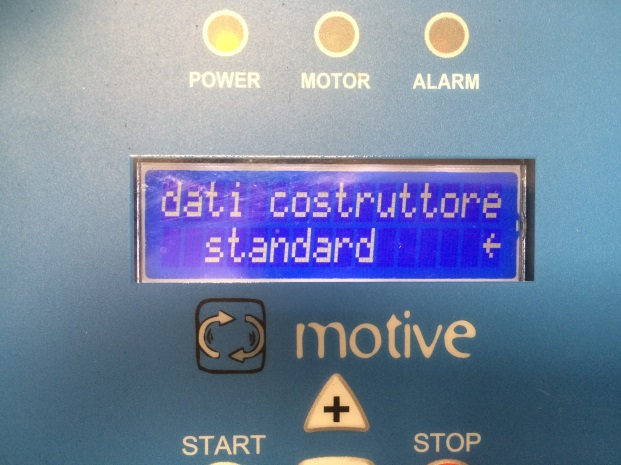 POWER MOTOR ALARM
dati costruttore
standard ←
motive
+
START STOP